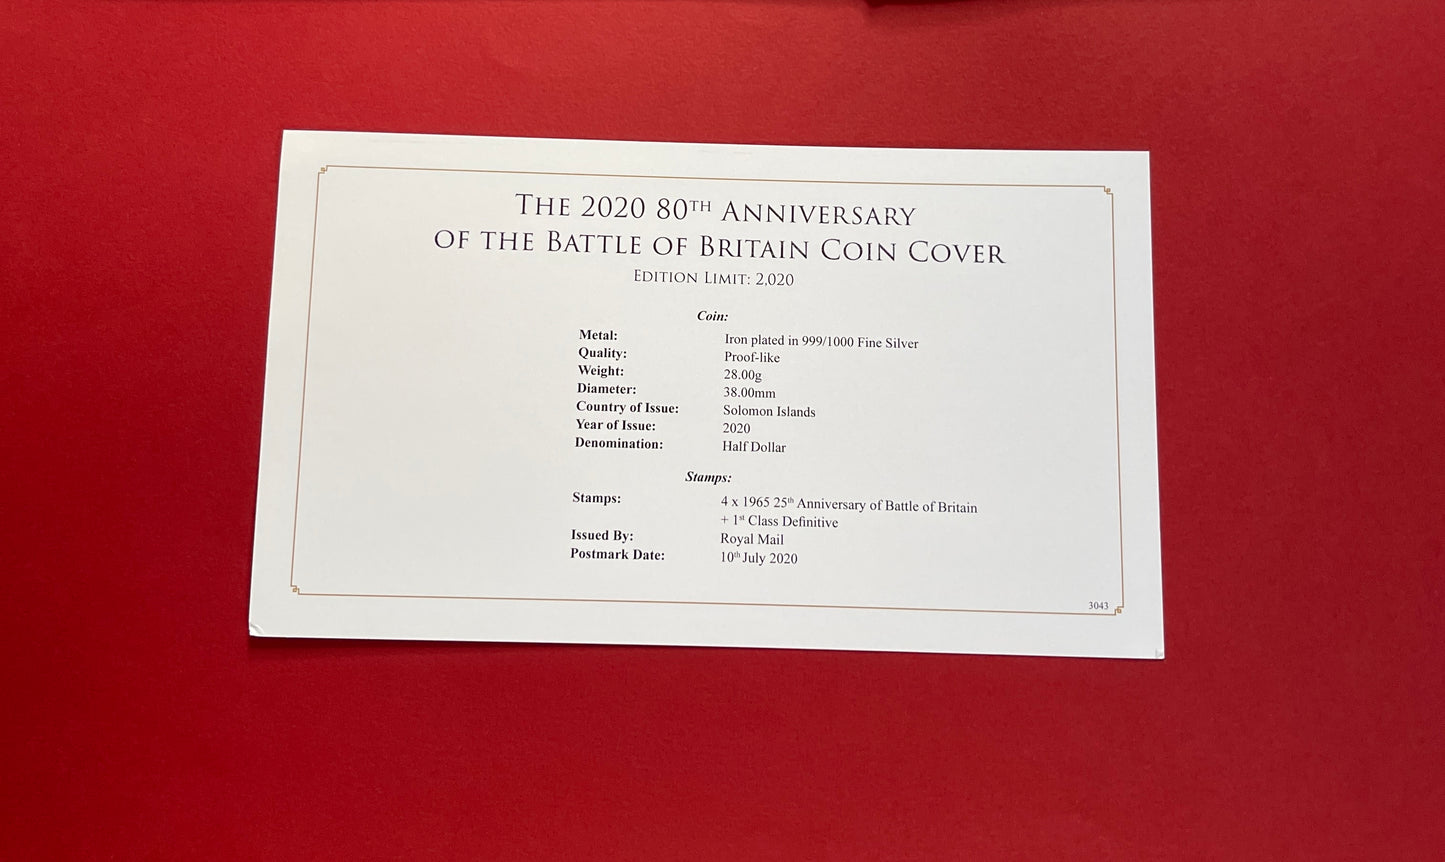 The 2020 80th Anniversary
of the Battle of Britain Coin Cover
Edition Limit: 2,020
Coin:
Metal: Iron plated in 999/1000 Fine Silver
Quality: Proof-like
Weight: 28.00g
Diameter: 38.00mm
Country of Issue: Solomon Islands
Year of Issue: 2020
Denomination: Half Dollar
Stamps:
Stamps: 4 x 1965 25th Anniversary of Battle of Britain
+ 1st Class Definitive
Issued By: Royal Mail
Postmark Date: 10th July 2020
3043